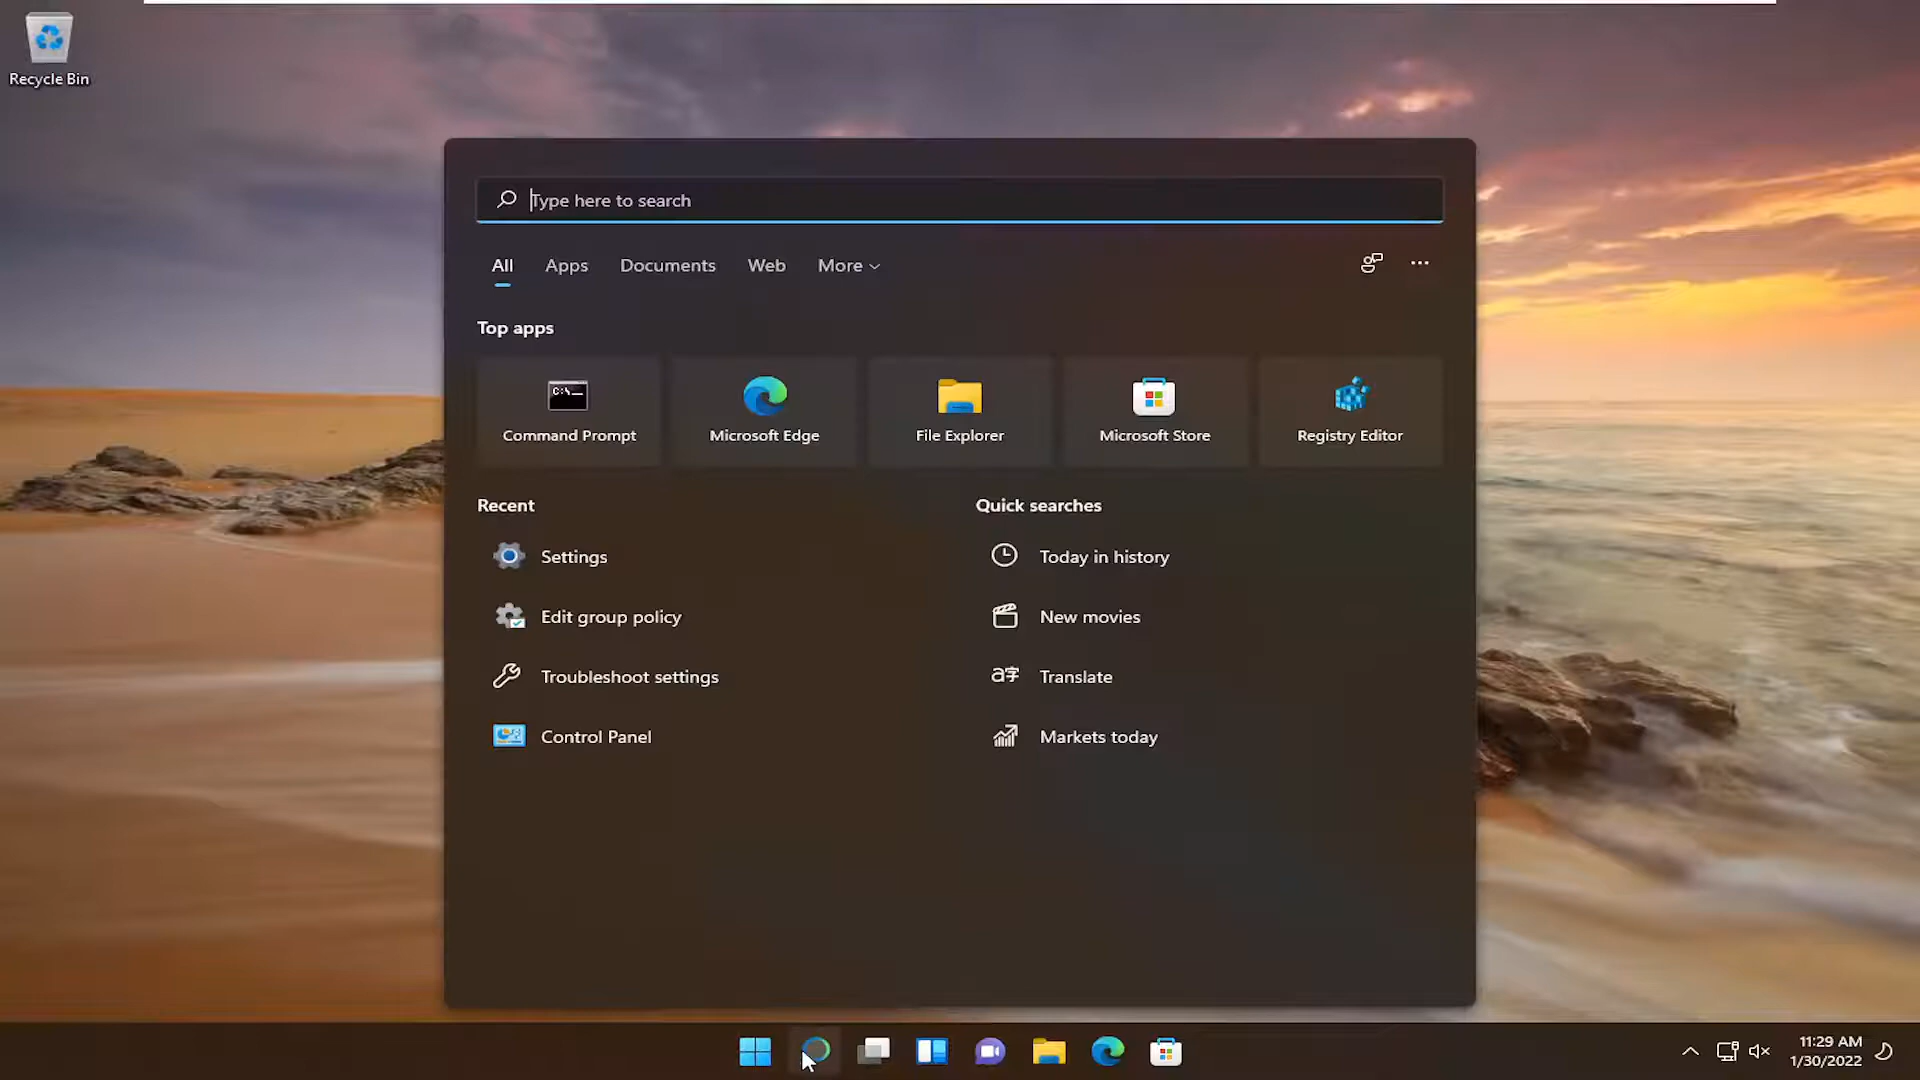 Recycle Bin
Type here to search
All Apps Documents Web More
Top apps
C:\
Command Prompt Microsoft Edge File Explorer Microsoft Store Registry Editor
Recent Quick searches
Settings Today in history
Edit group policy New movies
Troubleshoot settings Translate
Control Panel Markets today
11:29 AM
1/30/2022